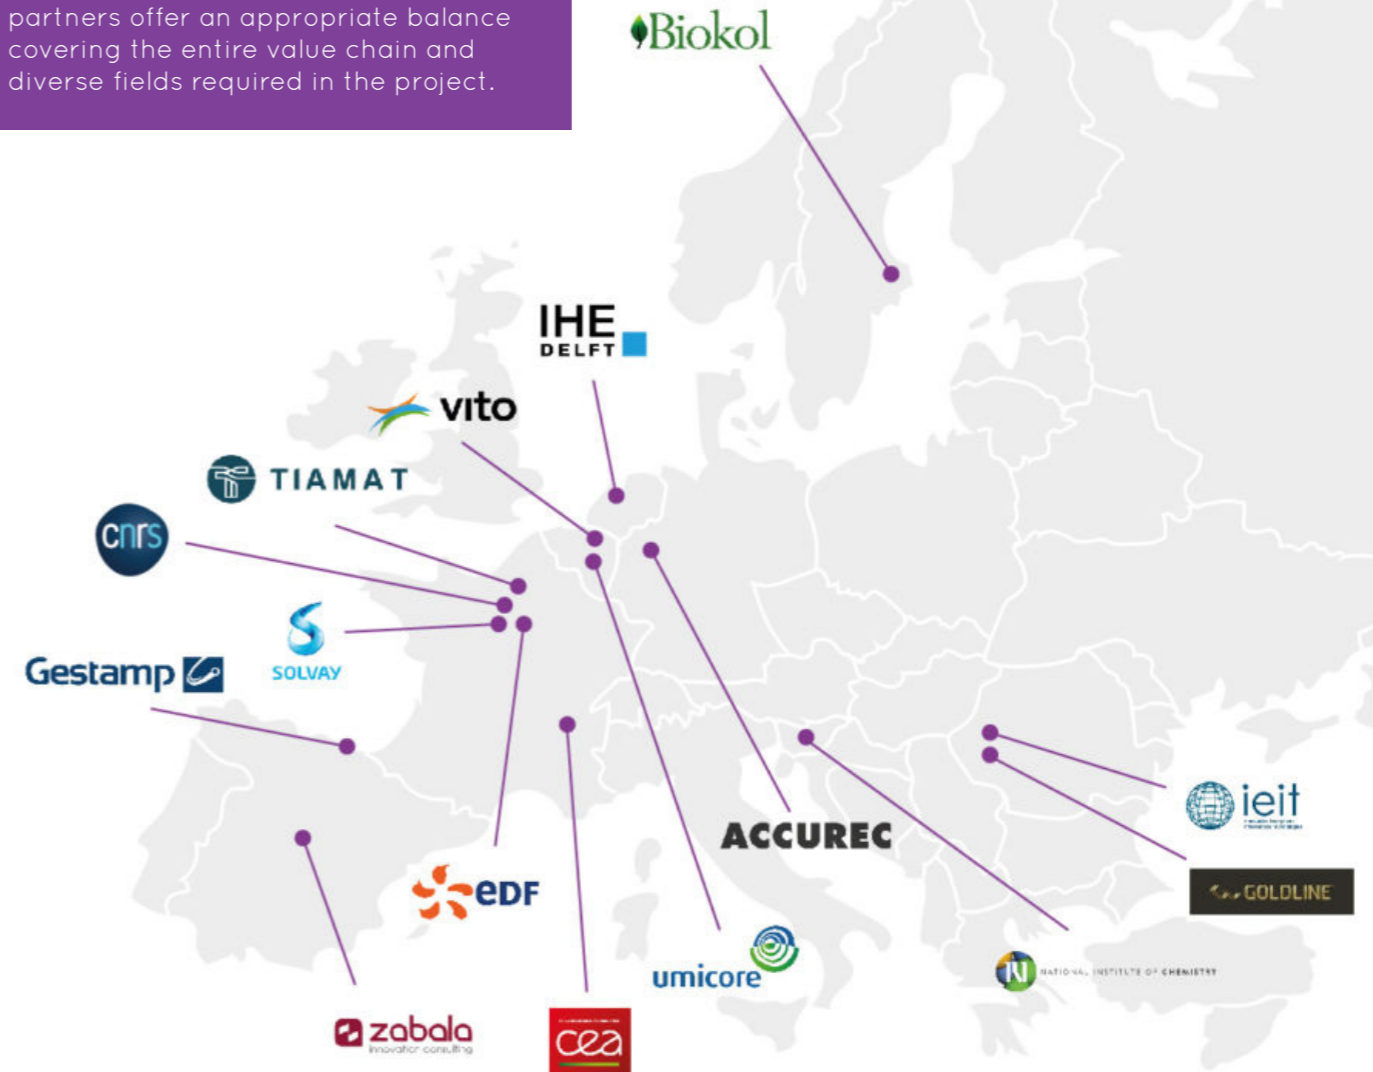 partners offer an appropriate balance
covering the entire value chain and
diverse fields required in the project.
Biokol
IHE
DELFT
vito
TIAMAT
cnrs
SOLVAY
Gestamp
ACCUREC
ieit
eDF
GOLDLINE
umicore
NATIONAL INSTITUTE OF CHEMISTRY
zabala
innovation consulting
cea